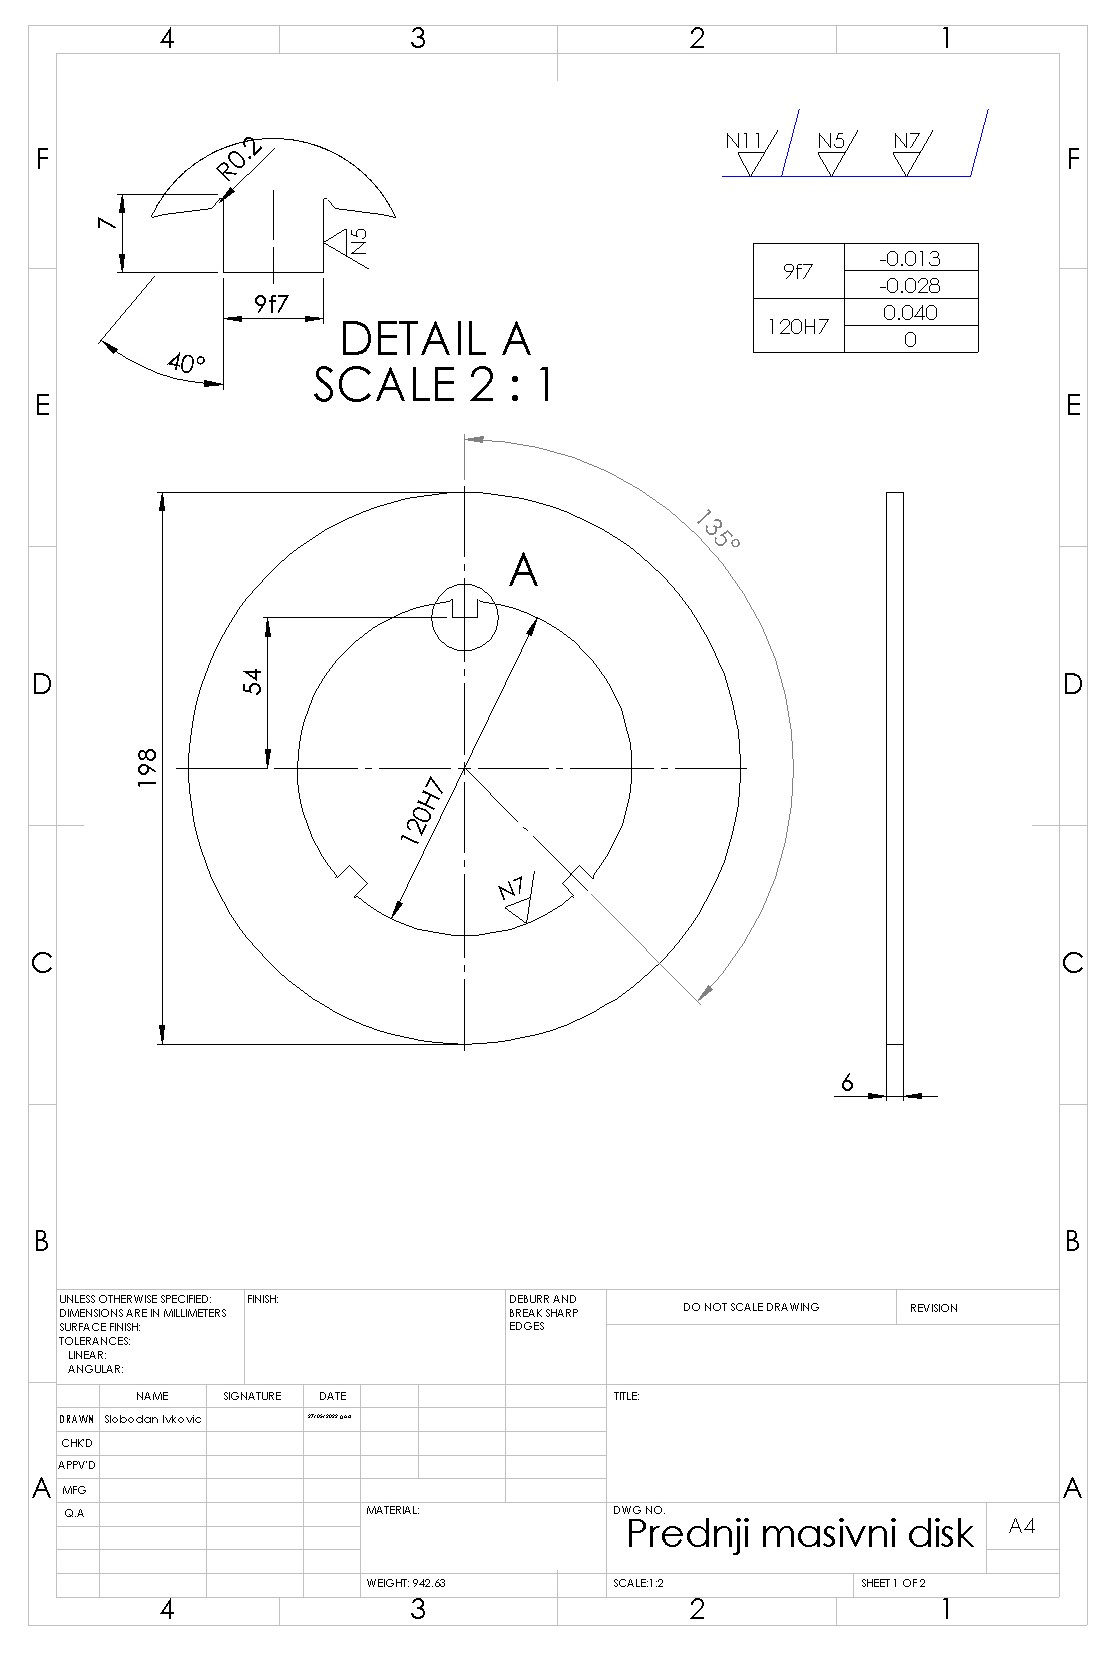 4 3 2 1
F F
R0.2
7
N5
9f7
40°
DETAIL A
SCALE 2 : 1
N11 N5 N7
9f7 -0.013
-0.028
120H7 0.040
0
E E
135°
A
54
198
120H7
N7
D D
C C
6
B B
UNLESS OTHERWISE SPECIFIED:
DIMENSIONS ARE IN MILLIMETERS
SURFACE FINISH:
TOLERANCES:
LINEAR:
ANGULAR:
FINISH:
DEBURR AND
BREAK SHARP
EDGES
DO NOT SCALE DRAWING
REVISION
NAME SIGNATURE DATE
DRAWN Slobodan Ivkovic
CHK'D
APPV'D
MFG
Q.A
TITLE:
MATERIAL:
DWG NO.
Prednji masivni disk
A4
WEIGHT: 942.63
SCALE:1:2
SHEET 1 OF 2
A A
4 3 2 1